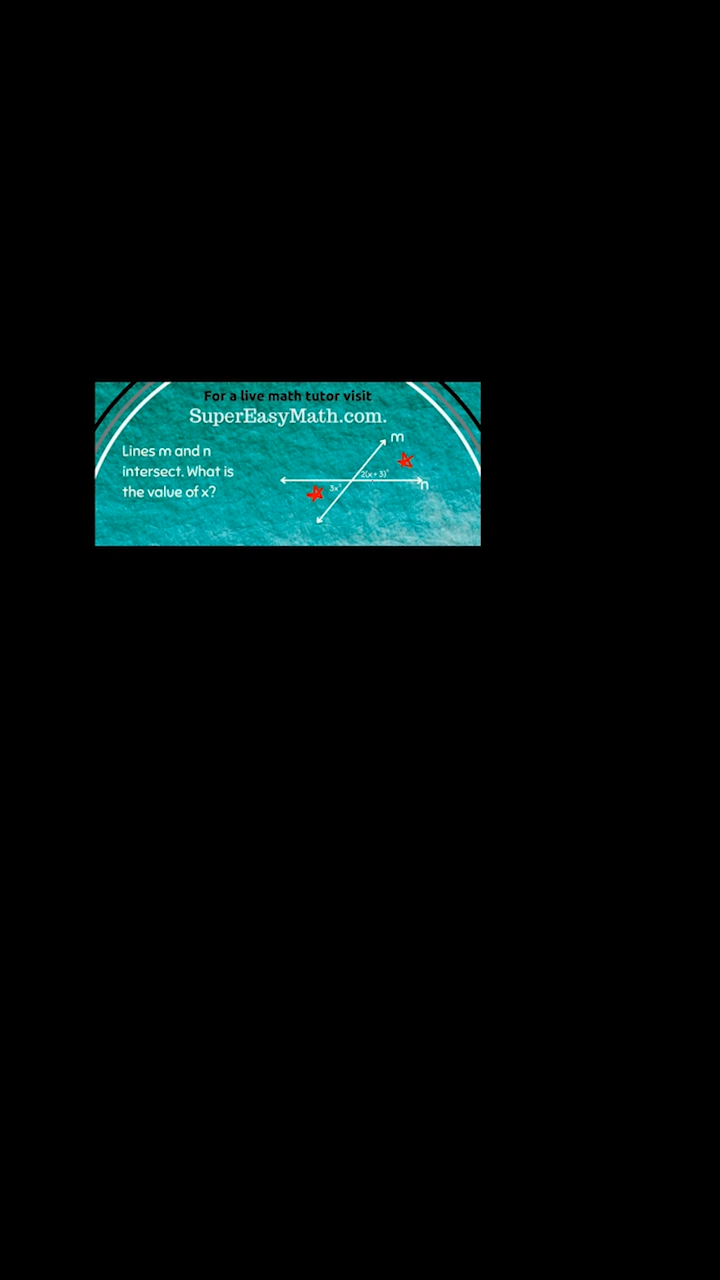 For a live math tutor visit
SuperEasyMath.com.
Lines m and n
intersect. What is
the value of x?
m
2(x + 3)°
n
3x°